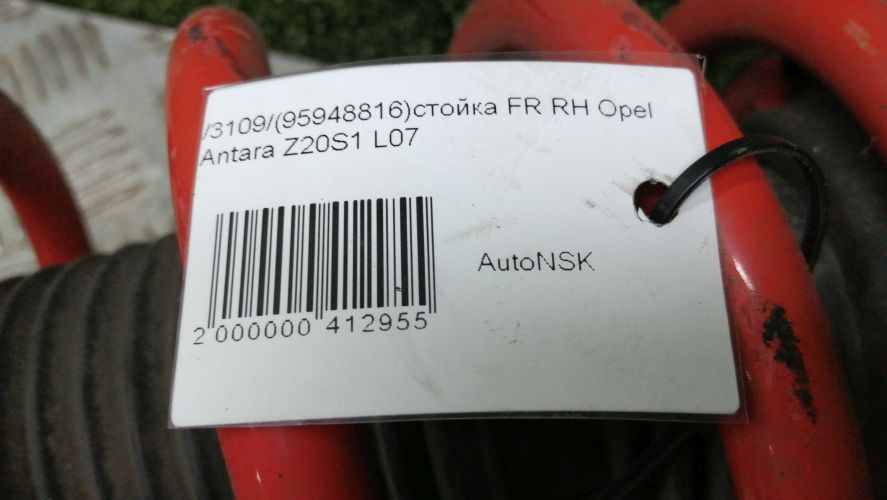 /3109/(95948816)стойка FR RH Opel
Antara Z20S1 L07
AutoNSK
2 000000 412955